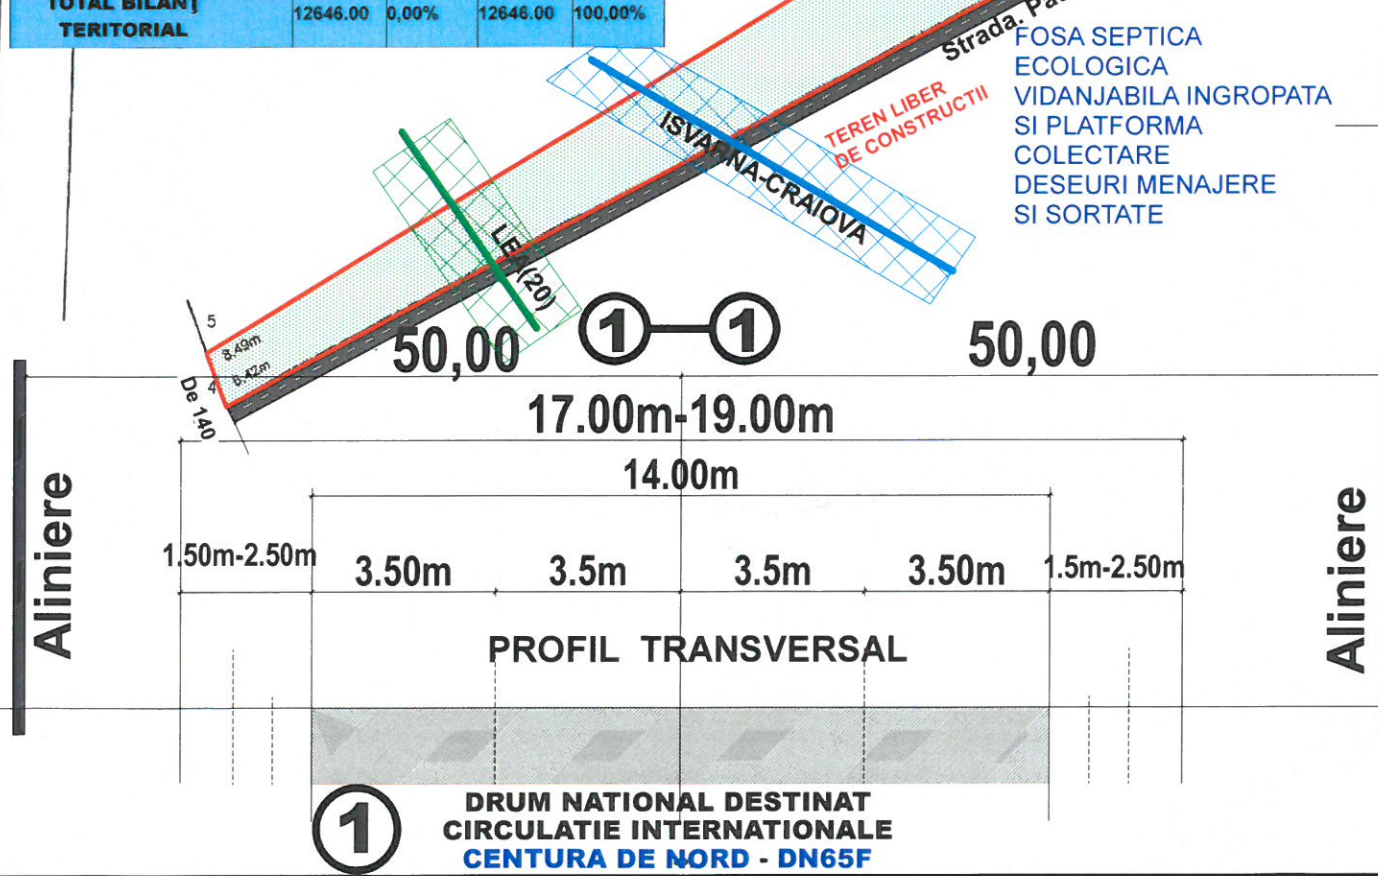 TOTAL BILANŢ
TERITORIAL
12646.00 0,00% 12646.00 100,00%
Strada.
FOSA SEPTICA
ECOLOGICA
VIDANJABILA INGROPATA
SI PLATFORMA
COLECTARE
DESEURI MENAJERE
SI SORTATE
TEREN LIBER
DE CONSTRUCTII
ISVARNA-CRAIOVA
LEA(20)
5
8.49m
6.42m
4
De 140
1 1
50,00 50,00
17.00m-19.00m
14.00m
1.50m-2.50m 3.50m 3.5m 3.5m 3.50m 1.5m-2.50m
Aliniere
Aliniere
PROFIL TRANSVERSAL
1
DRUM NATIONAL DESTINAT
CIRCULATIE INTERNATIONALE
CENTURA DE NORD - DN65F